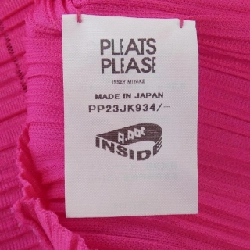 PLEATS
PLEASE
ISSEY MIYAKE
MADE IN JAPAN
PP23JK934/-
INSIDE